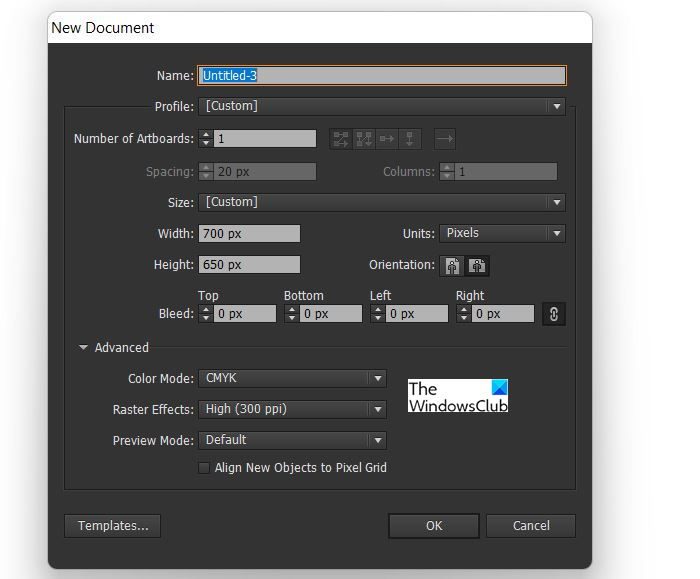 New Document
Name: Untitled-3
Profile: [Custom]
Number of Artboards: 1
Spacing: 20 px Columns: 1
Size: [Custom]
Width: 700 px Units: Pixels
Height: 650 px Orientation:
Top Bottom Left Right
Bleed: 0 px 0 px 0 px 0 px
Advanced
Color Mode: CMYK
Raster Effects: High (300 ppi)
Preview Mode: Default
Align New Objects to Pixel Grid
The
WindowsClub
Templates... OK Cancel